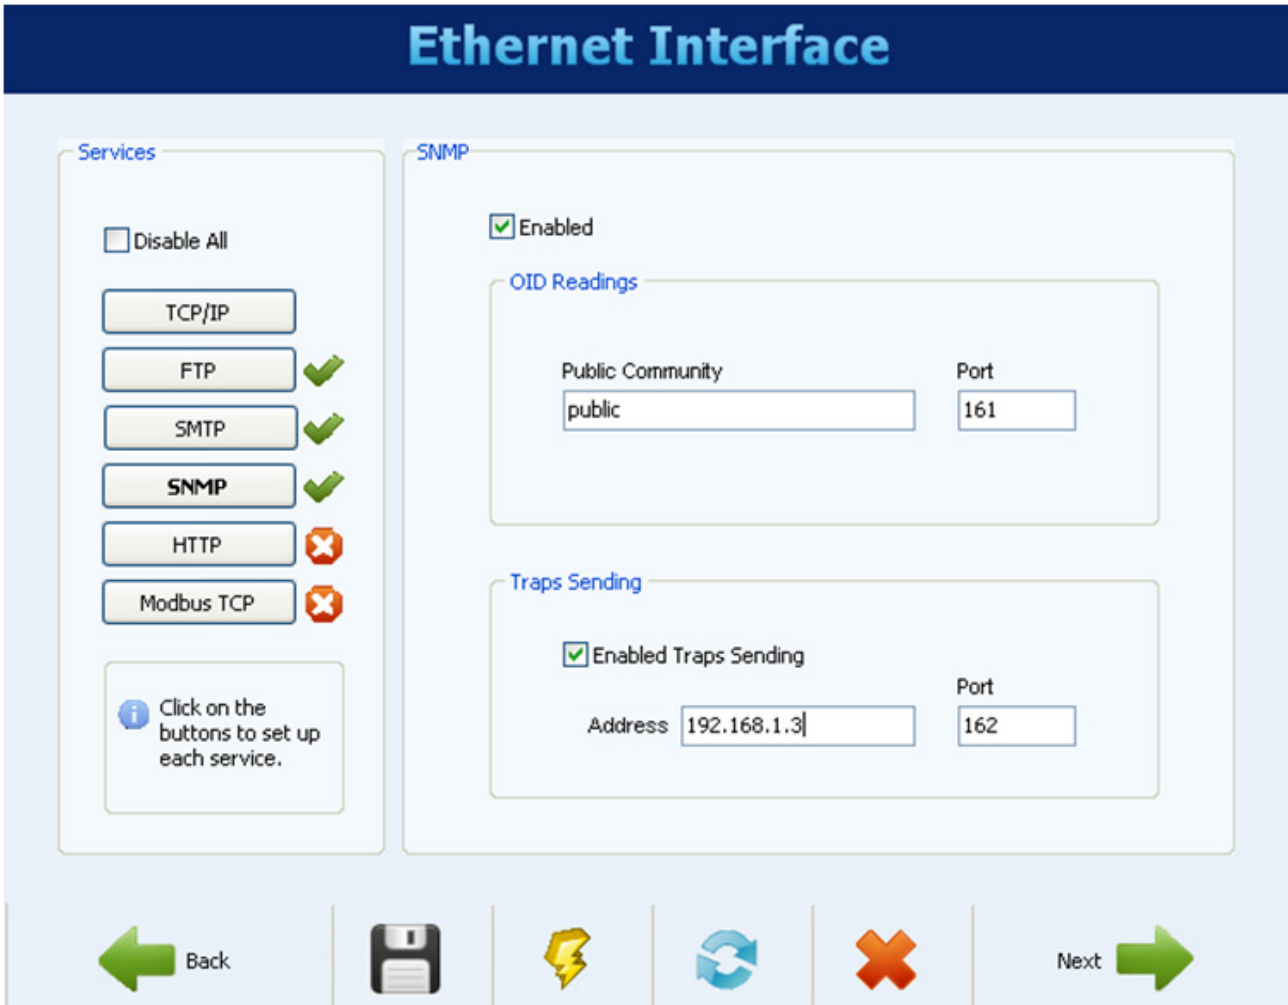 Ethernet Interface
Services
Disable All
TCP/IP
FTP
SMTP
SNMP
HTTP
Modbus TCP
Click on the
buttons to set up
each service.
SNMP
Enabled
OID Readings
Public Community Port
public 161
Traps Sending
Enabled Traps Sending
Port
Address 192.168.1.3 162
Back
Next